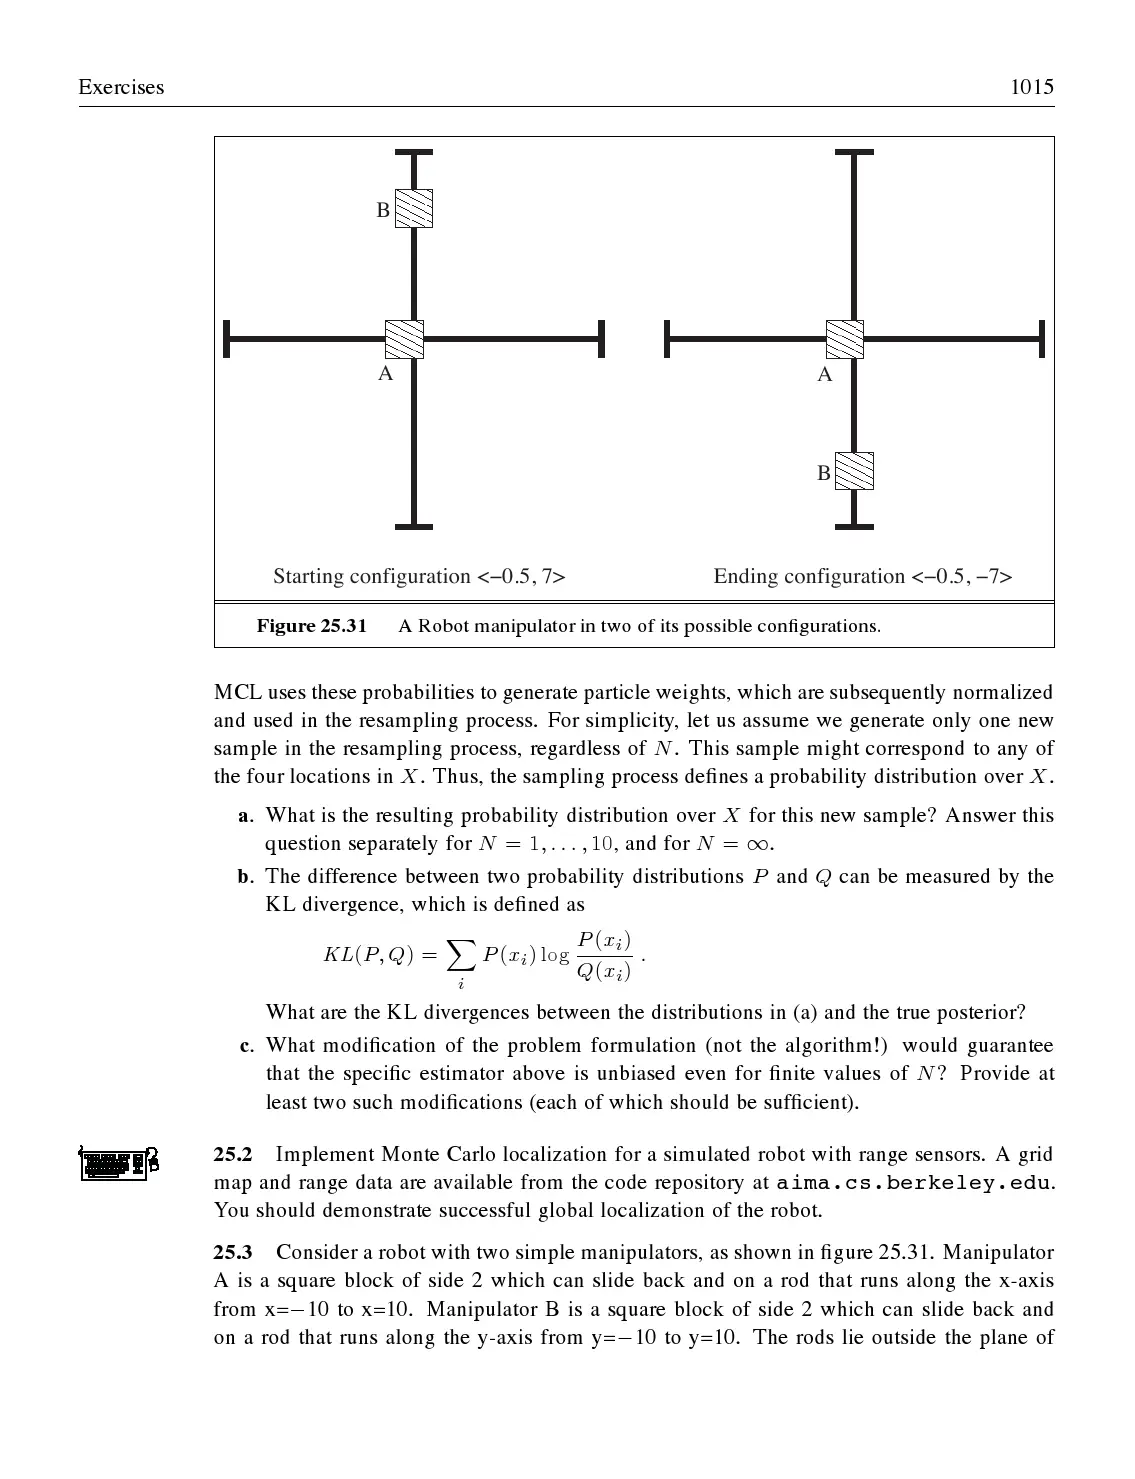 Exercises 1015
B
A
A
B
Starting configuration <−0.5, 7> Ending configuration <−0.5, −7>
Figure 25.31 A Robot manipulator in two of its possible configurations.
MCL uses these probabilities to generate particle weights, which are subsequently normalized
and used in the resampling process. For simplicity, let us assume we generate only one new
sample in the resampling process, regardless of N. This sample might correspond to any of
the four locations in X. Thus, the sampling process defines a probability distribution over X.
a. What is the resulting probability distribution over X for this new sample? Answer this
question separately for N = 1, . . . , 10, and for N = ∞.
b. The difference between two probability distributions P and Q can be measured by the
KL divergence, which is defined as
KL(P, Q) = ∑_i P(x_i) log P(x_i)/Q(x_i) .
What are the KL divergences between the distributions in (a) and the true posterior?
c. What modification of the problem formulation (not the algorithm!) would guarantee
that the specific estimator above is unbiased even for finite values of N? Provide at
least two such modifications (each of which should be sufficient).
25.2 Implement Monte Carlo localization for a simulated robot with range sensors. A grid
map and range data are available from the code repository at aima.cs.berkeley.edu.
You should demonstrate successful global localization of the robot.
25.3 Consider a robot with two simple manipulators, as shown in figure 25.31. Manipulator
A is a square block of side 2 which can slide back and on a rod that runs along the x-axis
from x=−10 to x=10. Manipulator B is a square block of side 2 which can slide back and
on a rod that runs along the y-axis from y=−10 to y=10. The rods lie outside the plane of